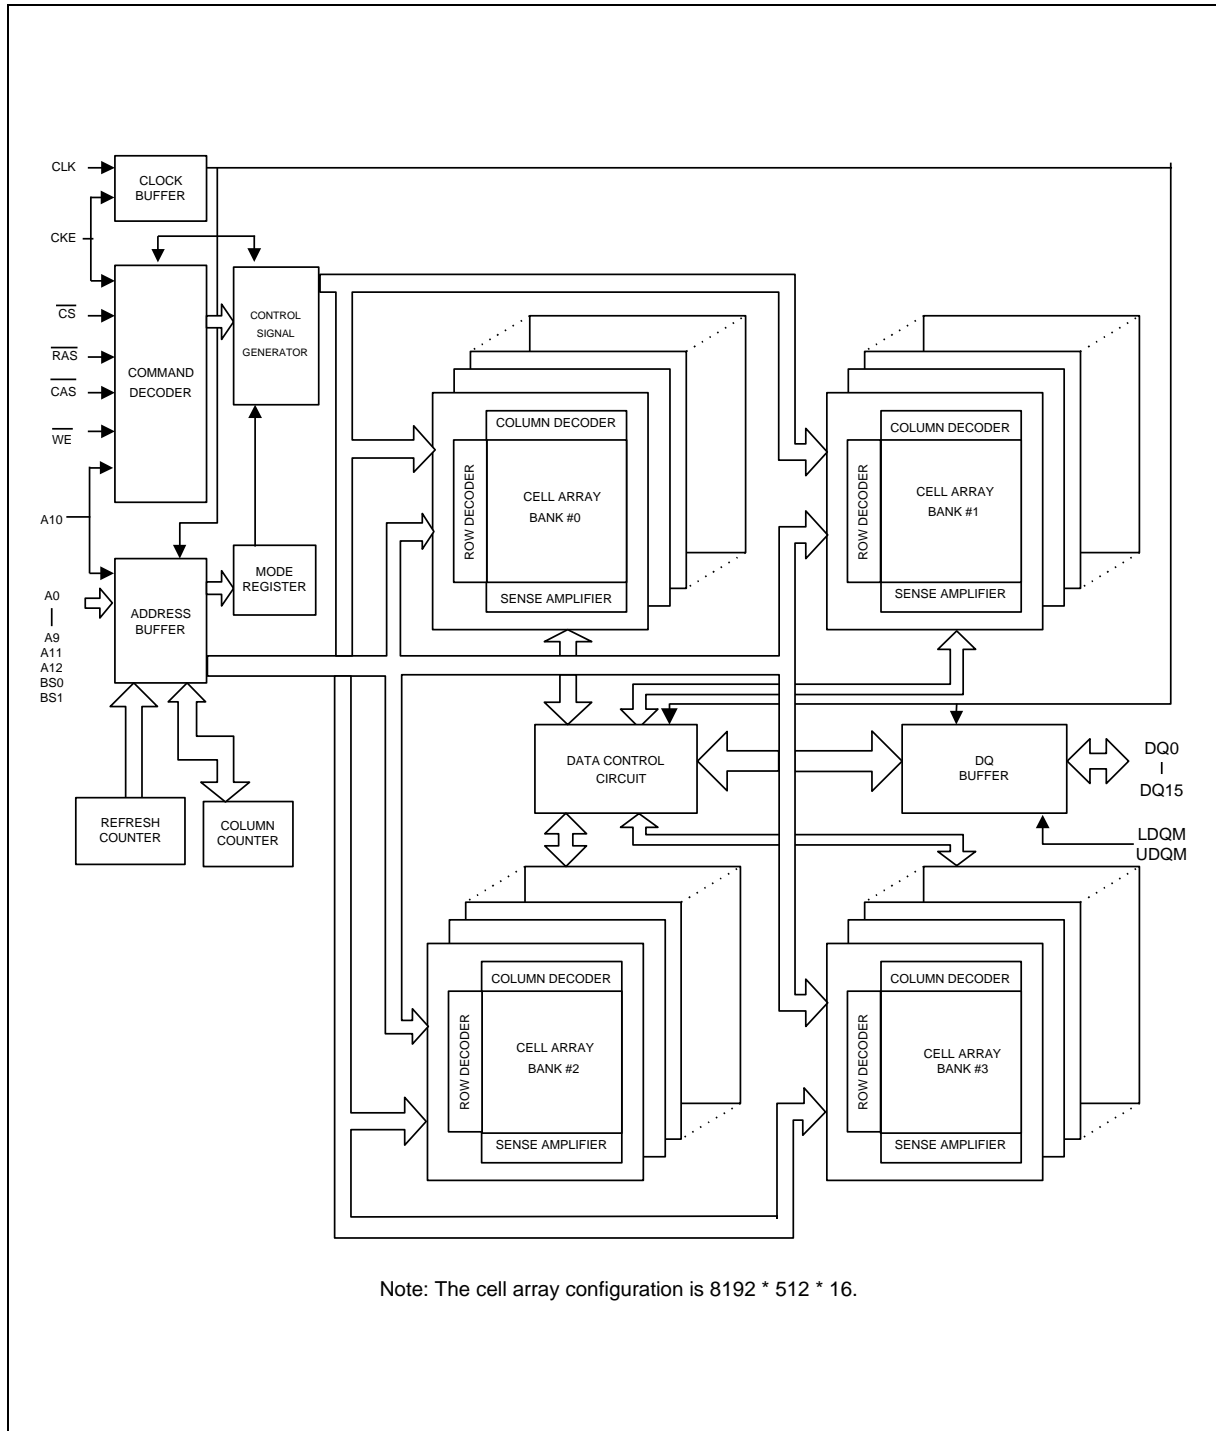 CLK
CLOCK
BUFFER
CKE
CS
RAS
CAS
WE
COMMAND
DECODER
CONTROL
SIGNAL
GENERATOR
A10
MODE
REGISTER
A0
A9
A11
A12
BS0
BS1
ADDRESS
BUFFER
REFRESH
COUNTER
COLUMN
COUNTER
COLUMN DECODER
ROW DECODER
CELL ARRAY
BANK #0
SENSE AMPLIFIER
COLUMN DECODER
ROW DECODER
CELL ARRAY
BANK #1
SENSE AMPLIFIER
DATA CONTROL
CIRCUIT
DQ
BUFFER
DQ0
DQ15
LDQM
UDQM
COLUMN DECODER
ROW DECODER
CELL ARRAY
BANK #2
SENSE AMPLIFIER
COLUMN DECODER
ROW DECODER
CELL ARRAY
BANK #3
SENSE AMPLIFIER
Note: The cell array configuration is 8192 * 512 * 16.